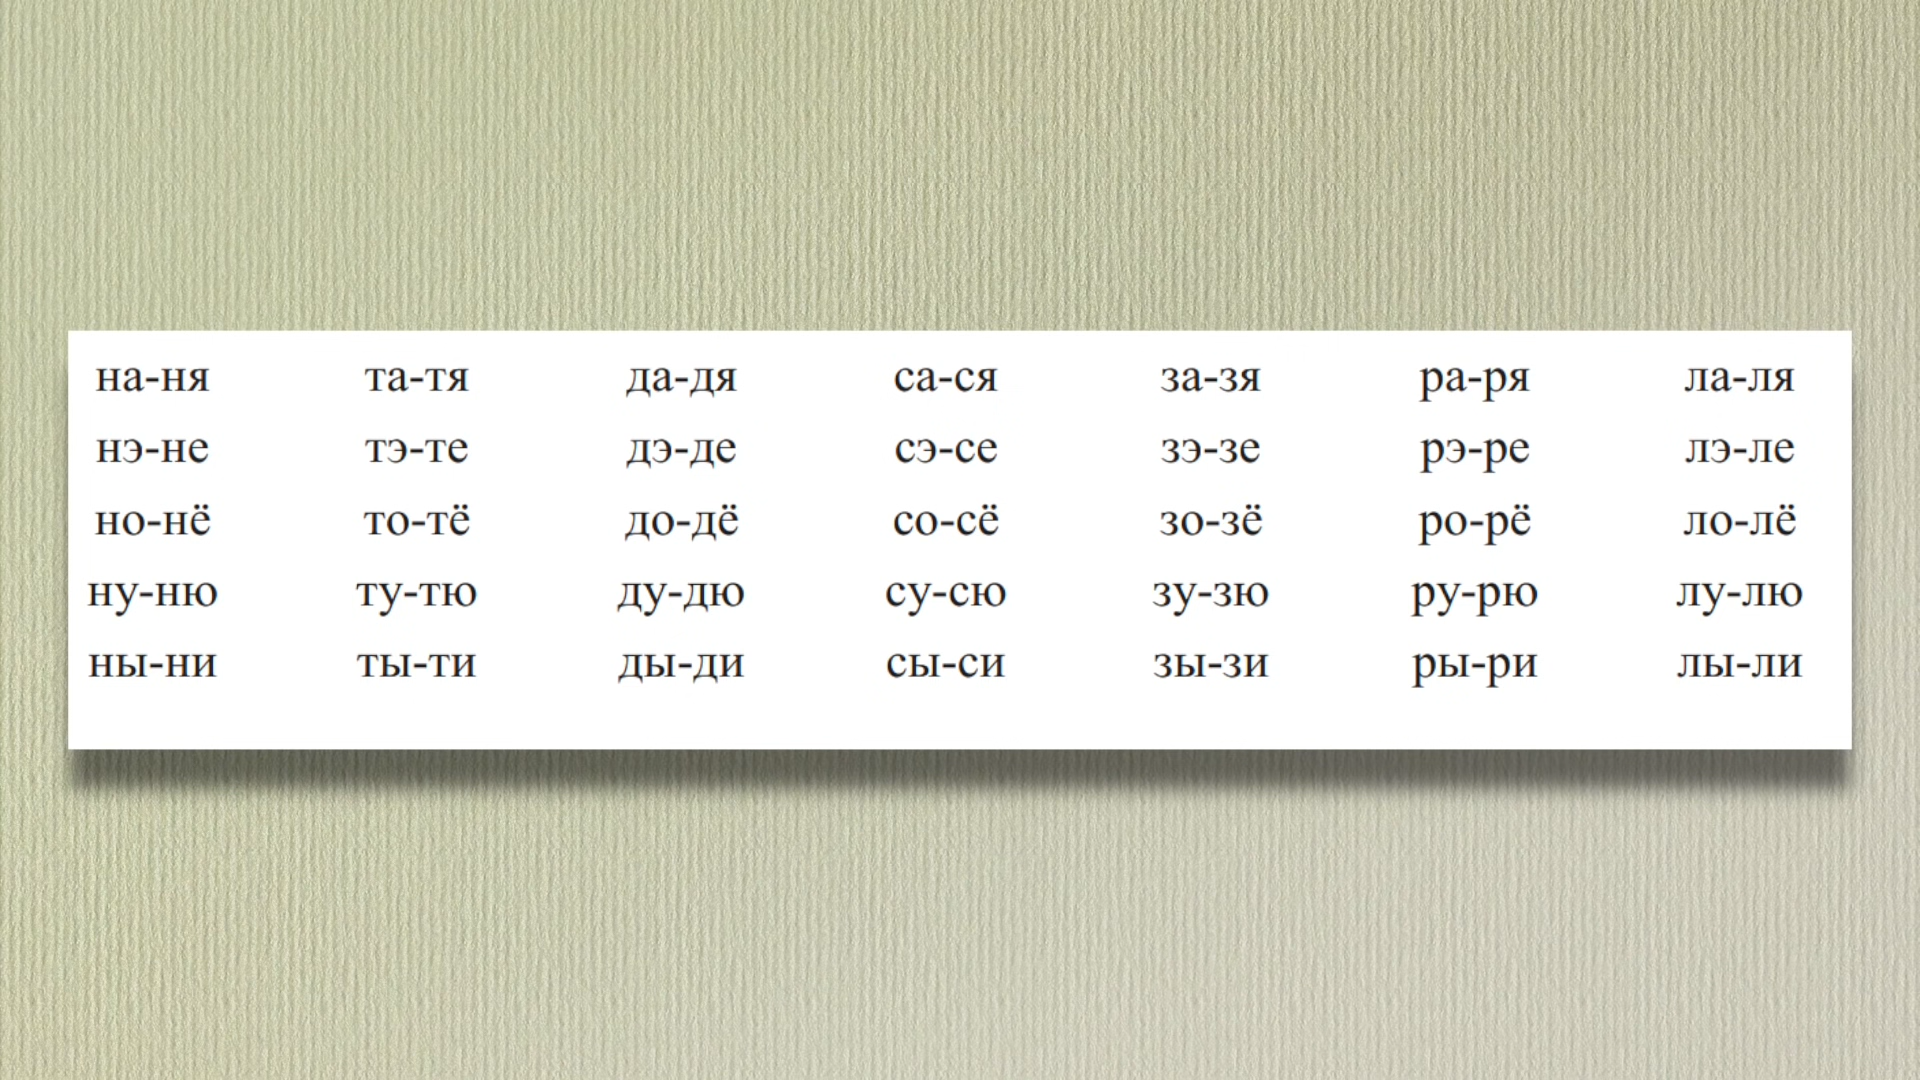 на-ня та-тя да-дя са-ся за-зя ра-ря ла-ля
нэ-не тэ-те дэ-де сэ-се зэ-зе рэ-ре лэ-ле
но-нё то-тё до-дё со-сё зо-зё ро-рё ло-лё
ну-ню ту-тю ду-дю су-сю зу-зю ру-рю лу-лю
ны-ни ты-ти ды-ди сы-си зы-зи ры-ри лы-ли